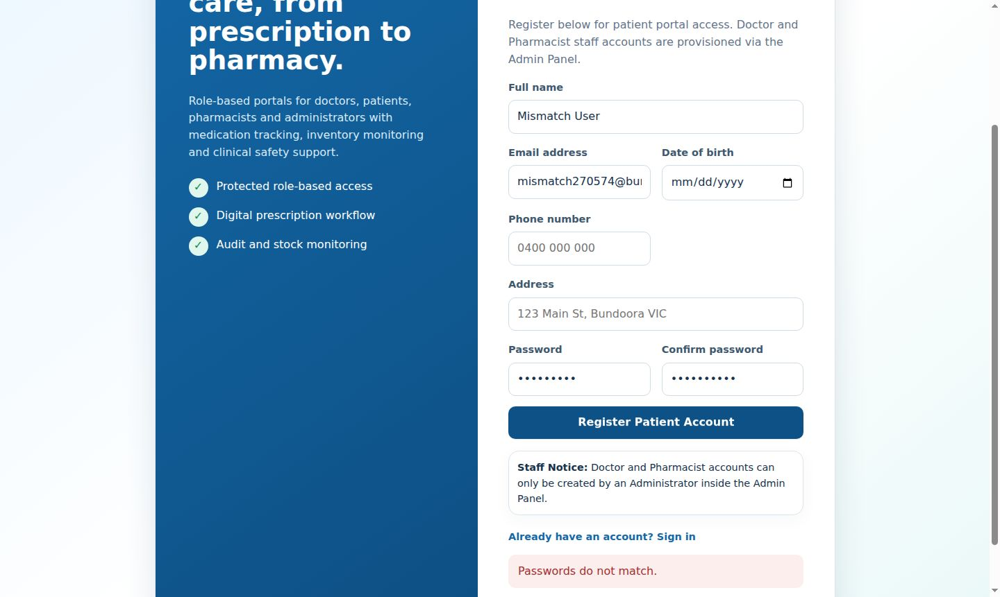 care, from
prescription to
pharmacy.
Role-based portals for doctors, patients,
pharmacists and administrators with
medication tracking, inventory monitoring
and clinical safety support.
✓ Protected role-based access
✓ Digital prescription workflow
✓ Audit and stock monitoring
Register below for patient portal access. Doctor and
Pharmacist staff accounts are provisioned via the
Admin Panel.
Full name
Mismatch User
Email address
mismatch270574@bu
Date of birth
mm/dd/yyyy
Phone number
0400 000 000
Address
123 Main St, Bundoora VIC
Password
•••••••••
Confirm password
••••••••••
Register Patient Account
Staff Notice: Doctor and Pharmacist accounts can
only be created by an Administrator inside the Admin
Panel.
Already have an account? Sign in
Passwords do not match.